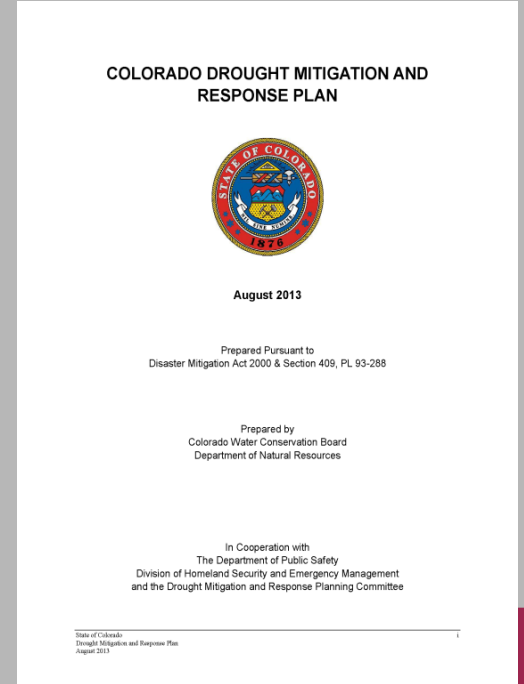 COLORADO DROUGHT MITIGATION AND
RESPONSE PLAN
STATE OF COLORADO
NIL SINE NUMINE
1876
August 2013
Prepared Pursuant to
Disaster Mitigation Act 2000 & Section 409, PL 93-288
Prepared by
Colorado Water Conservation Board
Department of Natural Resources
In Cooperation with
The Department of Public Safety
Division of Homeland Security and Emergency Management
and the Drought Mitigation and Response Planning Committee
State of Colorado i
Drought Mitigation and Response Plan
August 2013